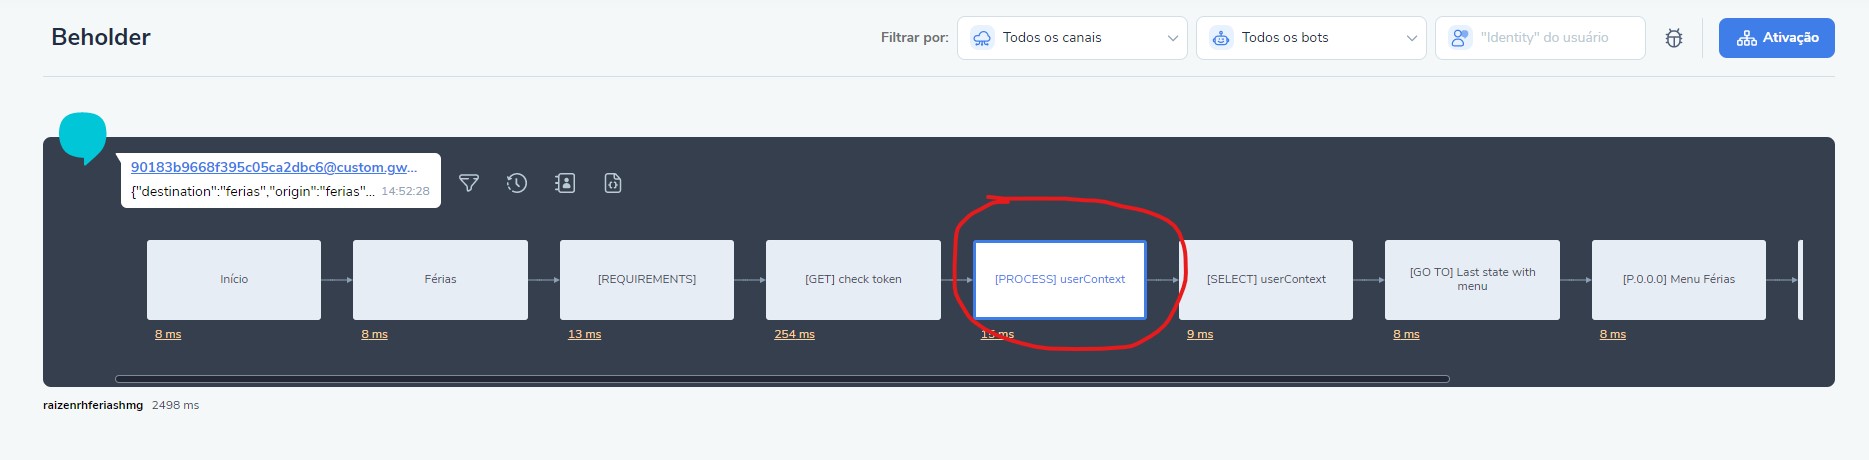 Beholder
Filtrar por:
Todos os canais
Todos os bots
"Identity" do usuário
Ativação
90183b9668f395c05ca2dbc6@custom.gw...
{"destination":"ferias","origin":"ferias"... 14:52:28
Início
Férias
[REQUIREMENTS]
[GET] check token
[PROCESS] userContext
[SELECT] userContext
[GO TO] Last state with
menu
[P.0.0.0] Menu Férias
8 ms
8 ms
13 ms
254 ms
15 ms
9 ms
8 ms
8 ms
raizenrhferiashmg 2498 ms